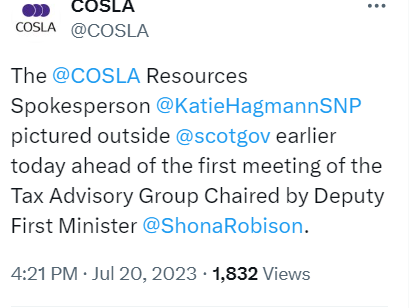 COSLA
COSLA
@COSLA
The @COSLA Resources
Spokesperson @KatieHagmannSNP
pictured outside @scotgov earlier
today ahead of the first meeting of the
Tax Advisory Group Chaired by Deputy
First Minister @ShonaRobison.
4:21 PM · Jul 20, 2023 · 1,832 Views